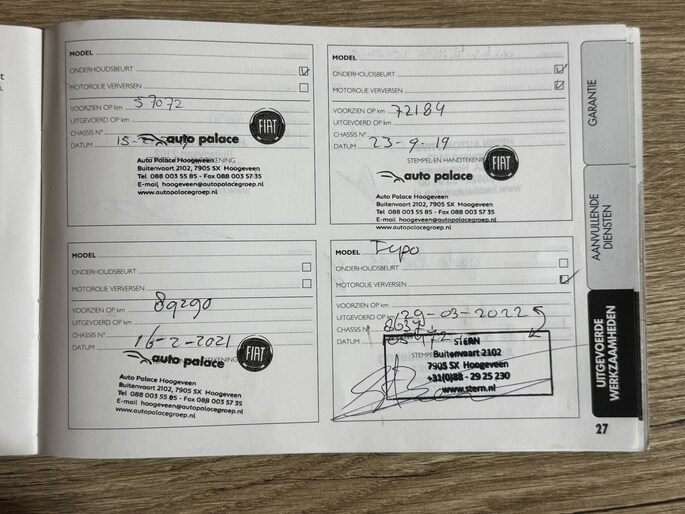 MODEL
ONDERHOUDSBEURT
MOTOROLIE VERVERSEN
VOORZIEN OP km 57072
UITGEVOERD OP km
CHASSIS N°
DATUM 15-
FIAT
auto palace
Auto Palace Hoogeveen
Buitenvaart 2102, 7905 SX Hoogeveen
Tel 088 003 55 85 - Fax 088 003 57 35
E-mail hoogeveen@autopalacegroep.nl
www.autopalacegroep.nl
MODEL
ONDERHOUDSBEURT
MOTOROLIE VERVERSEN
VOORZIEN OP km 72184
UITGEVOERD OP km
CHASSIS N°
DATUM 23-9-19
STEMPEL EN HANDTEKENING
FIAT
auto palace
Auto Palace Hoogeveen
Buitenvaart 2102, 7905 SX Hoogeveen
Tel 088 003 55 85 - Fax 088 003 57 35
E-mail hoogeveen@autopalacegroep.nl
www.autopalacegroep.nl
MODEL
ONDERHOUDSBEURT
MOTOROLIE VERVERSEN
VOORZIEN OP km 89290
UITGEVOERD OP km
CHASSIS N°
DATUM 16-2-2021
FIAT
auto palace
Auto Palace Hoogeveen
Buitenvaart 2102, 7905 SX Hoogeveen
Tel 088 003 55 85 - Fax 088 003 57 35
E-mail hoogeveen@autopalacegroep.nl
www.autopalacegroep.nl
MODEL Typo
ONDERHOUDSBEURT
MOTOROLIE VERVERSEN
VOORZIEN OP km
UITGEVOERD OP km 29-03-2022
CHASSIS N°
DATUM
STERN
Buitenvaart 2102
7905 SX Hoogeveen
+31(0)88 - 29 25 230
www.stern.nl
GARANTIE
AANVULLENDE
DIENSTEN
UITGEVOERDE
WERKZAAMHEDEN
27